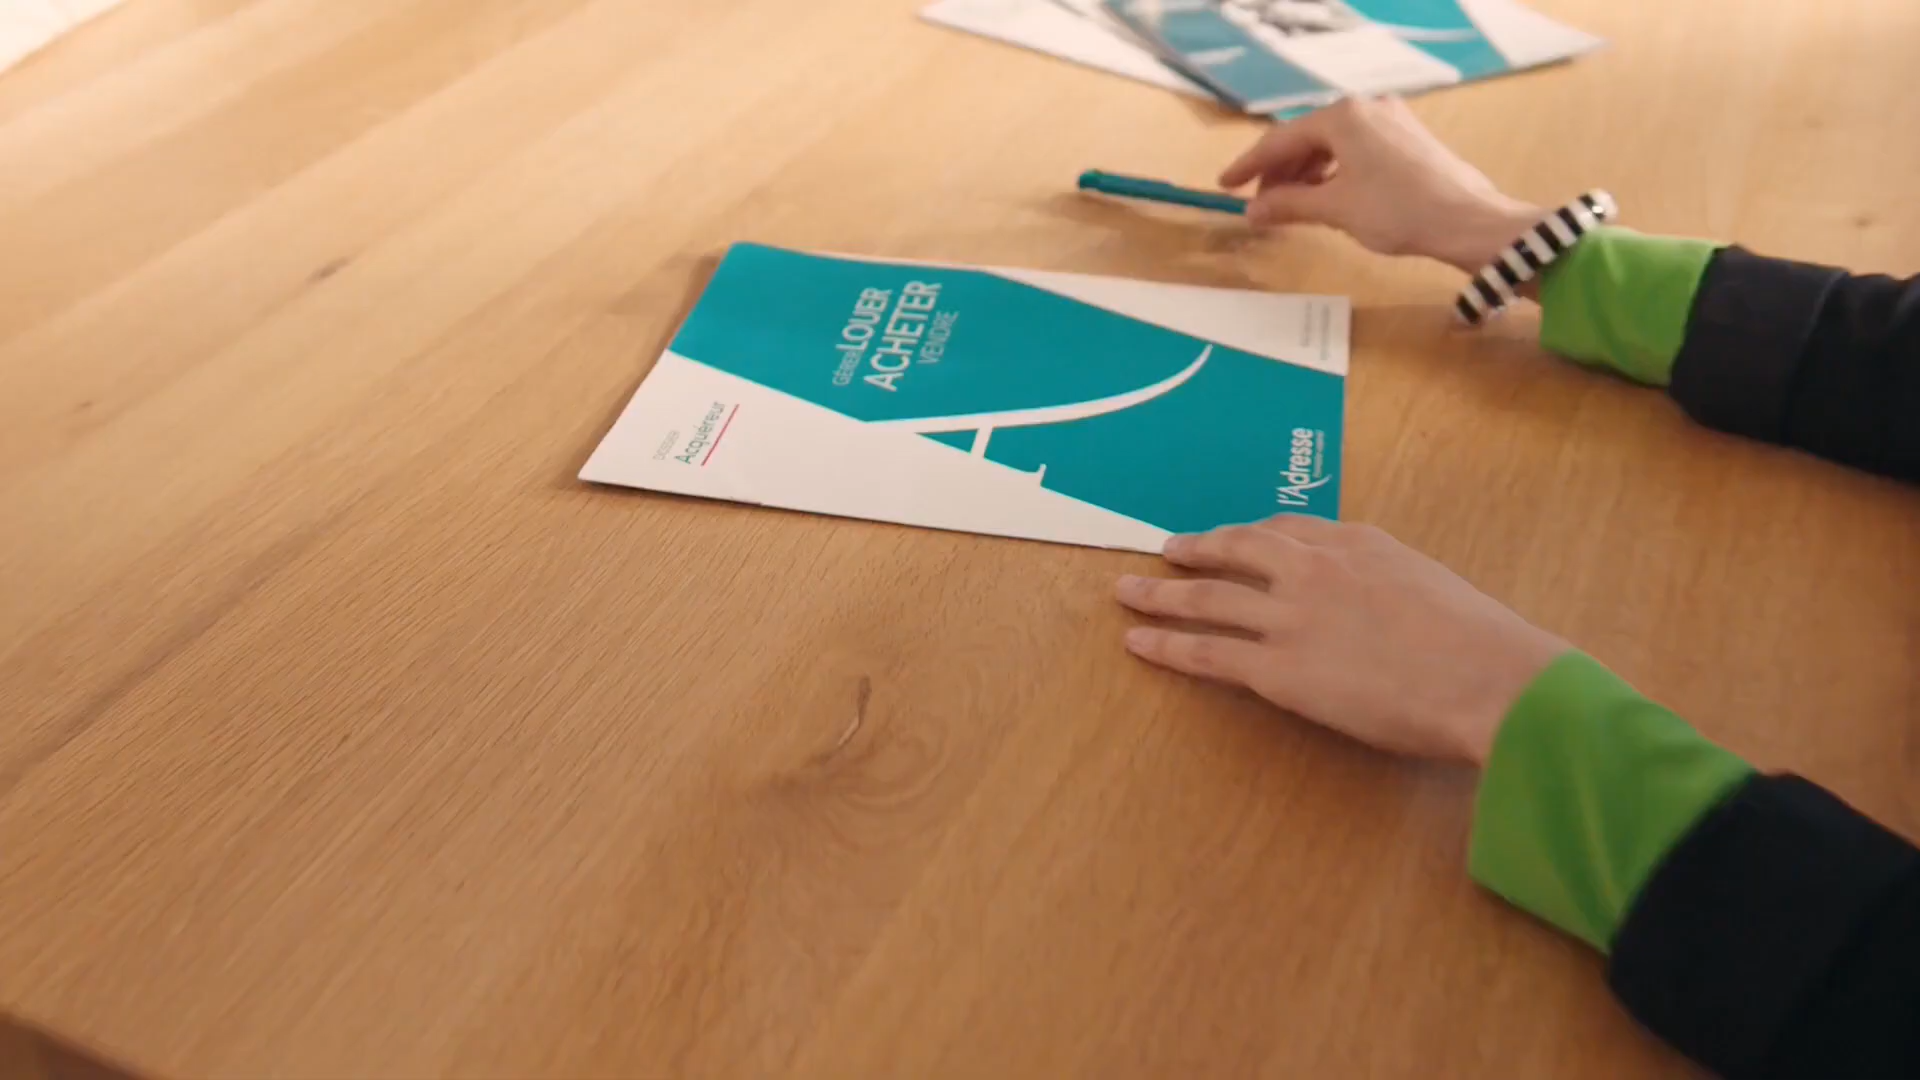 GÉRER LOUER
ACHETER
VENDRE
DOSSIER
Acquéreur
l'Adresse